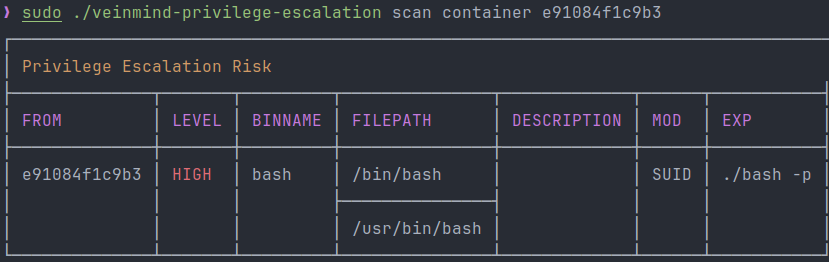 ❯ sudo ./veinmind-privilege-escalation scan container e91084f1c9b3
Privilege Escalation Risk
FROM LEVEL BINNAME FILEPATH DESCRIPTION MOD EXP
e91084f1c9b3 HIGH bash /bin/bash SUID ./bash -p
/usr/bin/bash